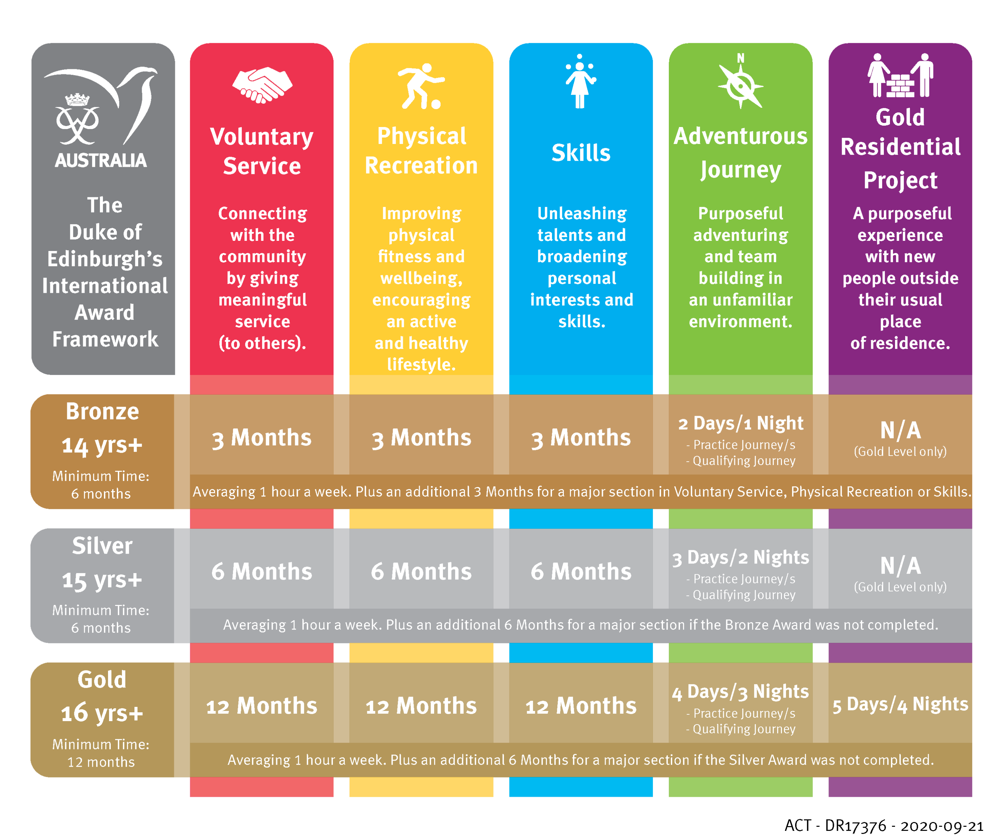 AUSTRALIA
The
Duke of
Edinburgh’s
International
Award
Framework
Voluntary
Service
Connecting
with the
community
by giving
meaningful
service
(to others).
Physical
Recreation
Improving
physical
fitness and
wellbeing,
encouraging
an active
and healthy
lifestyle.
Skills
Unleashing
talents and
broadening
personal
interests and
skills.
N
Adventurous
Journey
Purposeful
adventuring
and team
building in
an unfamiliar
environment.
Gold
Residential
Project
A purposeful
experience
with new
people outside
their usual
place
of residence.
Bronze
14 yrs+
Minimum Time:
6 months
3 Months
3 Months
3 Months
2 Days/1 Night
- Practice Journey/s
- Qualifying Journey
N/A
(Gold Level only)
Averaging 1 hour a week. Plus an additional 3 Months for a major section in Voluntary Service, Physical Recreation or Skills.
Silver
15 yrs+
Minimum Time:
6 months
6 Months
6 Months
6 Months
3 Days/2 Nights
- Practice Journey/s
- Qualifying Journey
N/A
(Gold Level only)
Averaging 1 hour a week. Plus an additional 6 Months for a major section if the Bronze Award was not completed.
Gold
16 yrs+
Minimum Time:
12 months
12 Months
12 Months
12 Months
4 Days/3 Nights
- Practice Journey/s
- Qualifying Journey
5 Days/4 Nights
Averaging 1 hour a week. Plus an additional 6 Months for a major section if the Silver Award was not completed.
ACT - DR17376 - 2020-09-21